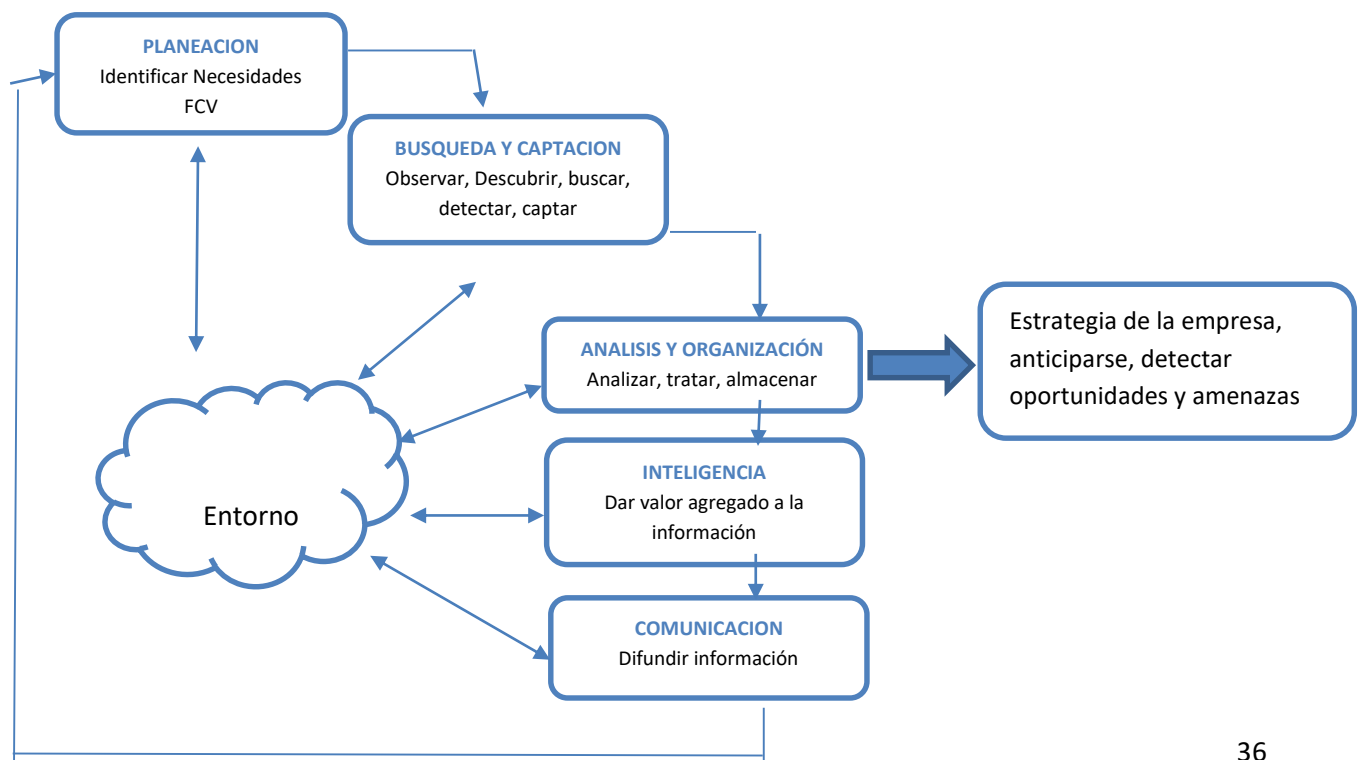 PLANEACION
Identificar Necesidades
FCV
BUSQUEDA Y CAPTACION
Observar, Descubrir, buscar,
detectar, captar
ANALISIS Y ORGANIZACIÓN
Analizar, tratar, almacenar
Estrategia de la empresa,
anticiparse, detectar
oportunidades y amenazas
INTELIGENCIA
Dar valor agregado a la
información
Entorno
COMUNICACION
Difundir información
36